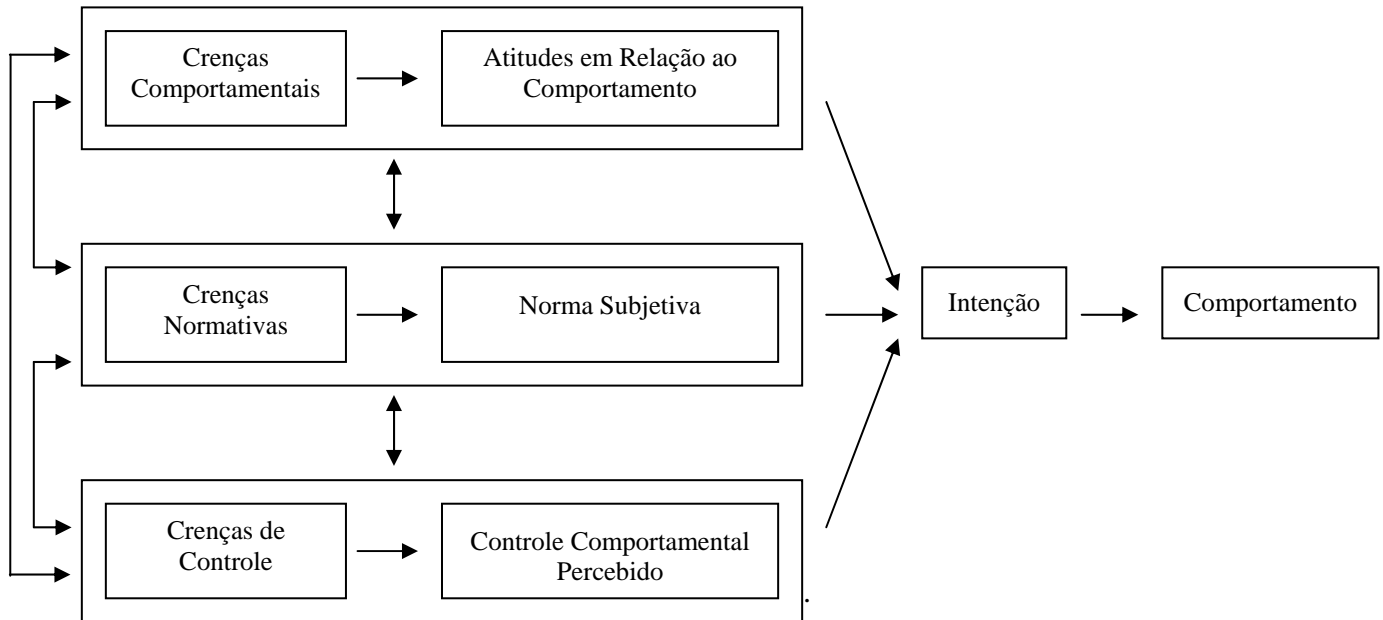 Crenças
Comportamentais
Atitudes em Relação ao
Comportamento
Crenças
Normativas
Norma Subjetiva
Intenção
Comportamento
Crenças de
Controle
Controle Comportamental
Percebido
.